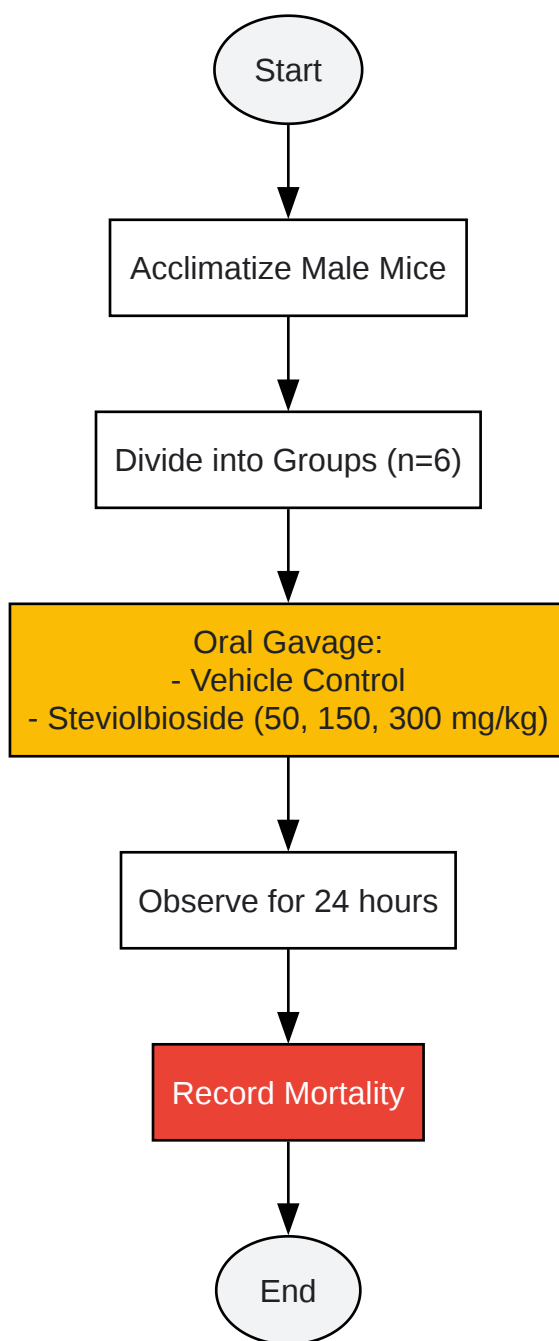 Start
Acclimatize Male Mice
Divide into Groups (n=6)
Oral Gavage:
- Vehicle Control
- Steviolbioside (50, 150, 300 mg/kg)
Observe for 24 hours
Record Mortality
End